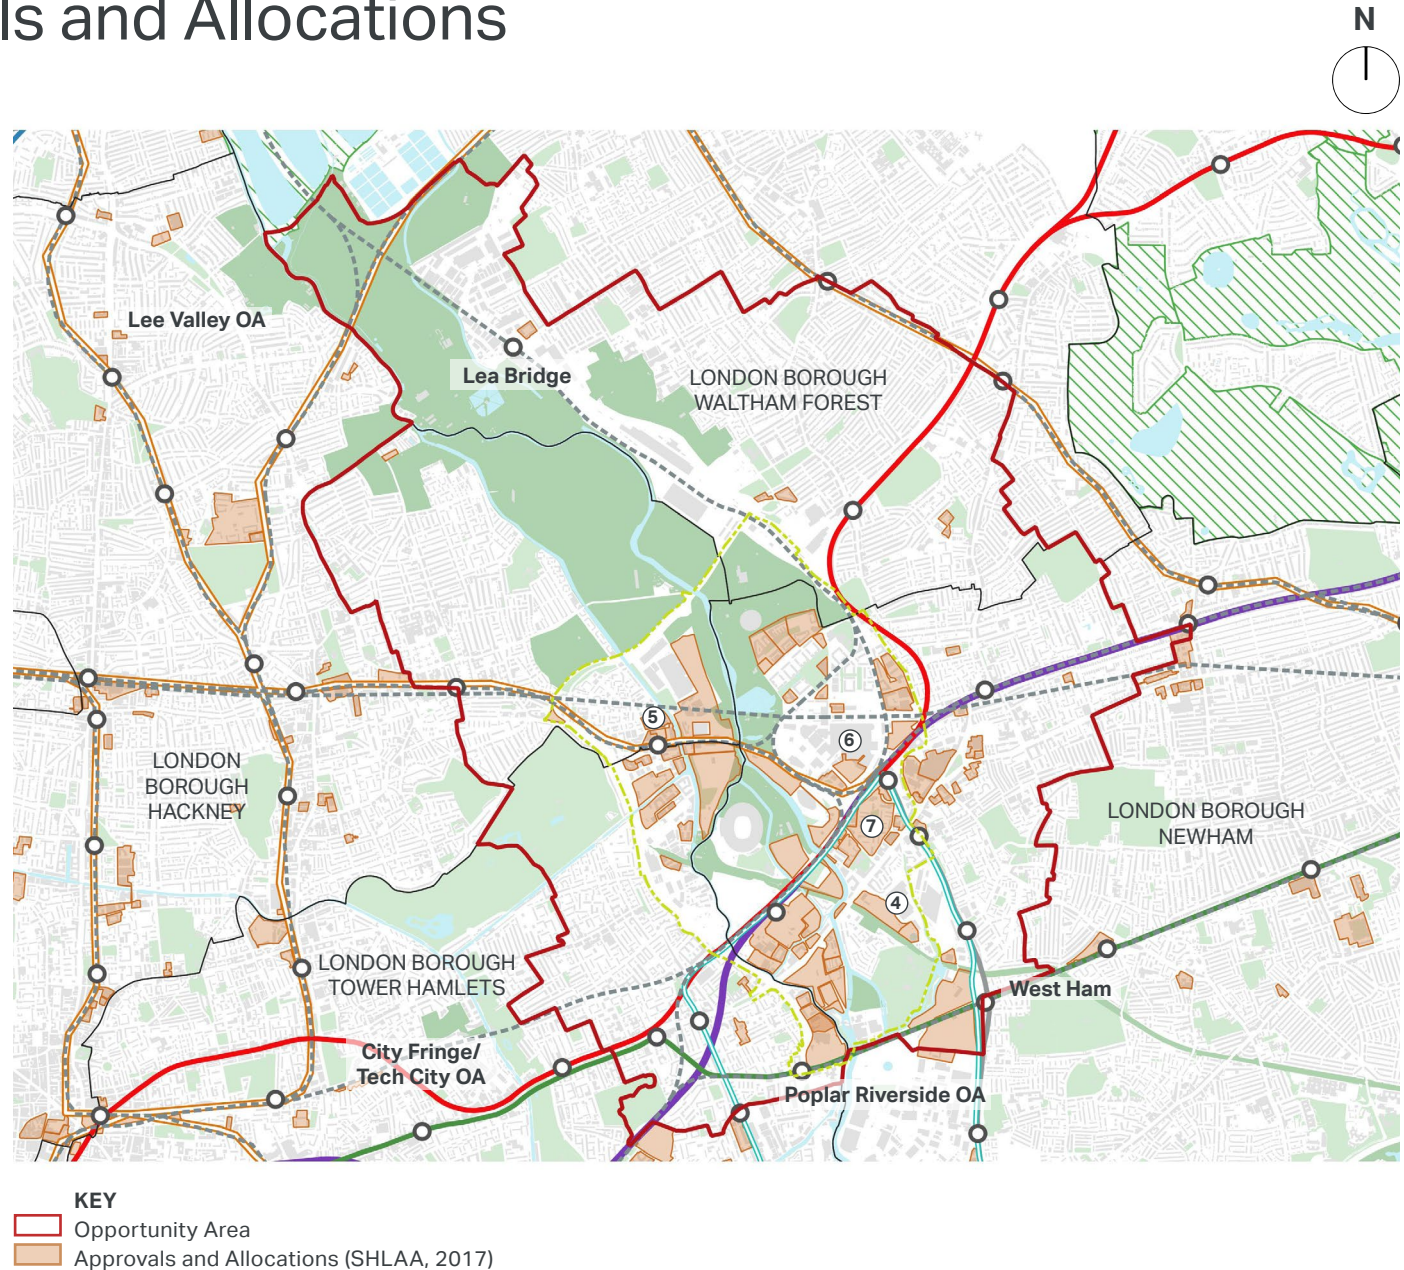 ls and Allocations
N
Lee Valley OA
Lea Bridge
LONDON BOROUGH
WALTHAM FOREST
5
6
LONDON
BOROUGH
HACKNEY
7
LONDON BOROUGH
NEWHAM
4
LONDON BOROUGH
TOWER HAMLETS
West Ham
City Fringe/
Tech City OA
Poplar Riverside OA
KEY
Opportunity Area
Approvals and Allocations (SHLAA, 2017)